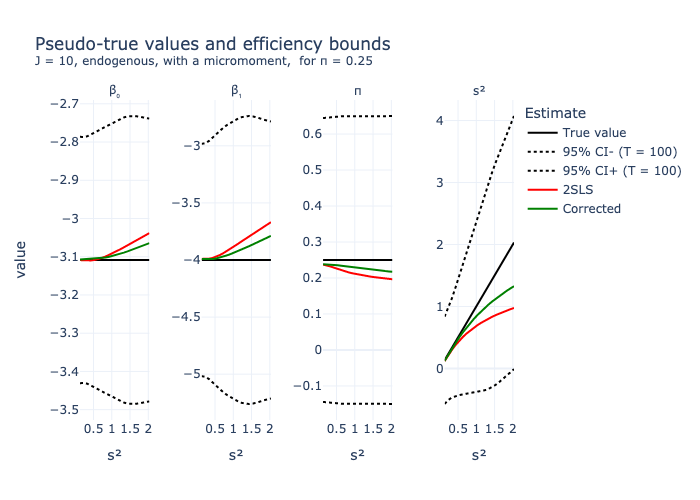 Pseudo-true values and efficiency bounds
J = 10, endogenous, with a micromoment,  for π = 0.25
β₀
β₁
π
s²
Estimate
True value
95% CI- (T = 100)
95% CI+ (T = 100)
2SLS
Corrected
value
−2.7
−2.8
−2.9
−3
−3.1
−3.2
−3.3
−3.4
−3.5
−3
−3.5
−4
−4.5
−5
0.6
0.5
0.4
0.3
0.2
0.1
0
−0.1
4
3
2
1
0
0.5 1 1.5 2
0.5 1 1.5 2
0.5 1 1.5 2
0.5 1 1.5 2
s²
s²
s²
s²